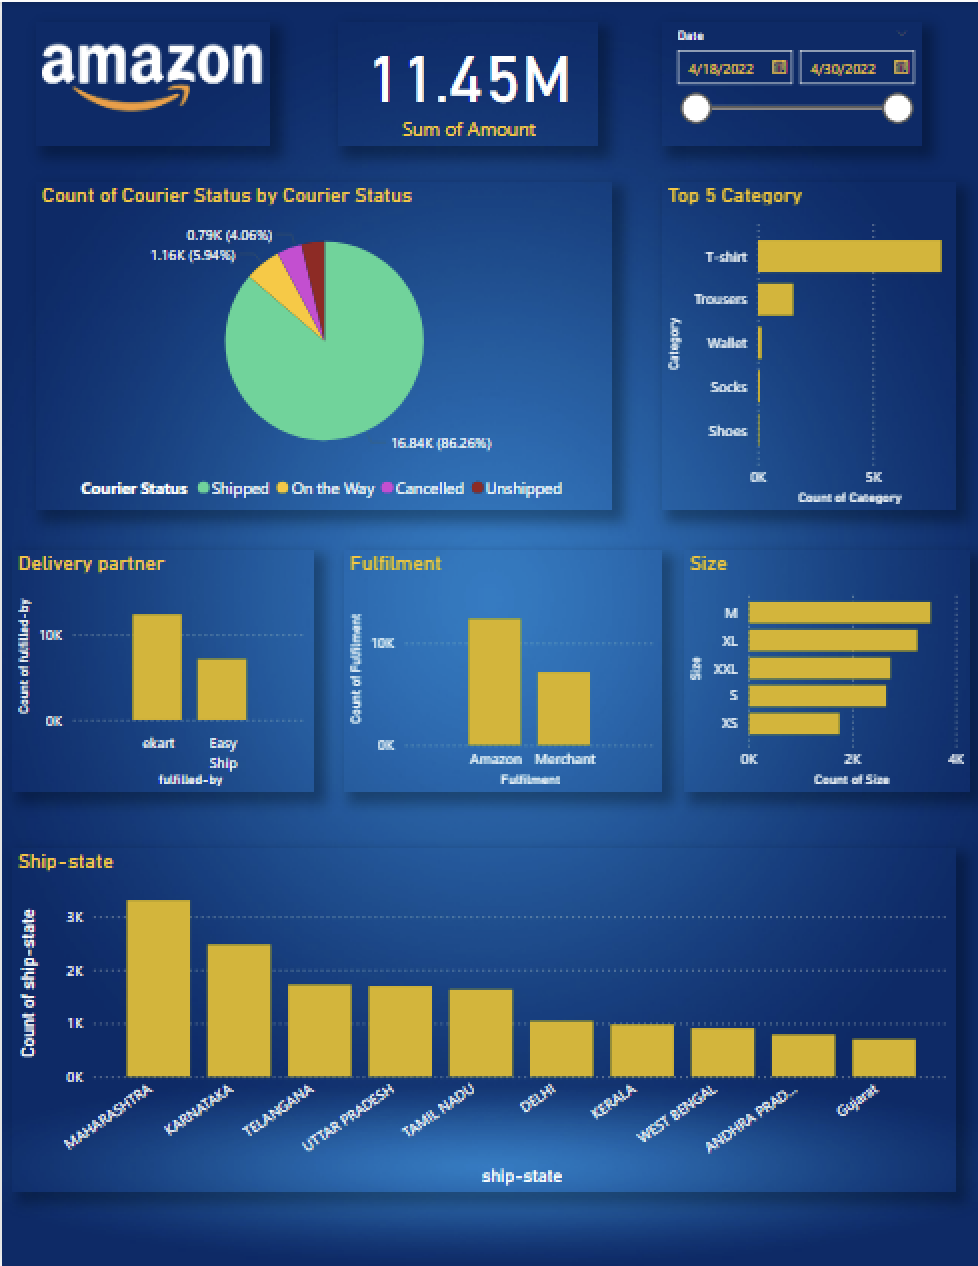 amazon
11.45M
Sum of Amount
Date
4/18/2022
4/30/2022
Count of Courier Status by Courier Status
0.79K (4.06%)
1.16K (5.94%)
16.84K (86.26%)
Courier Status Shipped On the Way Cancelled Unshipped
Top 5 Category
Category
T-shirt
Trousers
Wallet
Socks
Shoes
0K 5K
Count of Category
Delivery partner
Count of fulfilled-by
10K
0K
ekart Easy
Ship
fulfilled-by
Fulfilment
Count of Fulfilment
10K
0K
Amazon Merchant
Fulfilment
Size
Size
M
XL
XXL
S
XS
0K 2K 4K
Count of Size
Ship-state
Count of ship-state
3K
2K
1K
0K
MAHARASHTRA
KARNATAKA
TELANGANA
UTTAR PRADESH
TAMIL NADU
DELHI
KERALA
WEST BENGAL
ANDHRA PRAD...
Gujarat
ship-state